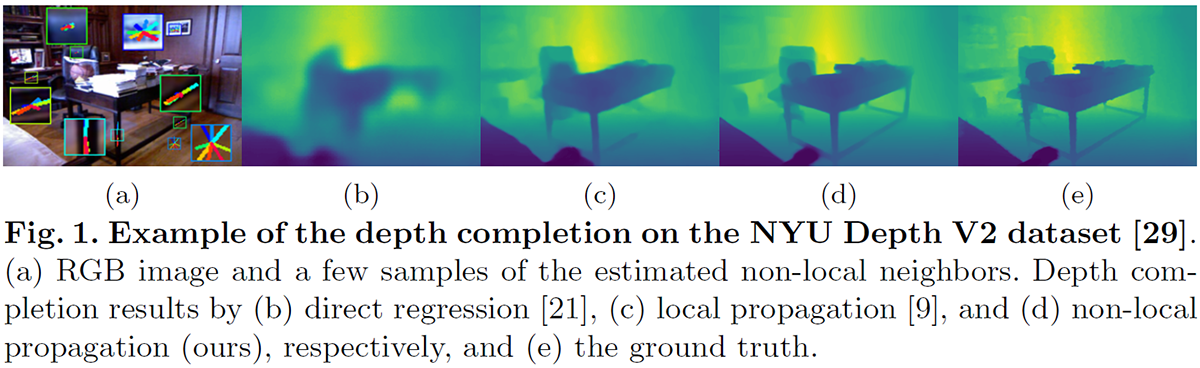 (a) (b) (c) (d) (e)
Fig. 1. Example of the depth completion on the NYU Depth V2 dataset [29].
(a) RGB image and a few samples of the estimated non-local neighbors. Depth com-
pletion results by (b) direct regression [21], (c) local propagation [9], and (d) non-local
propagation (ours), respectively, and (e) the ground truth.